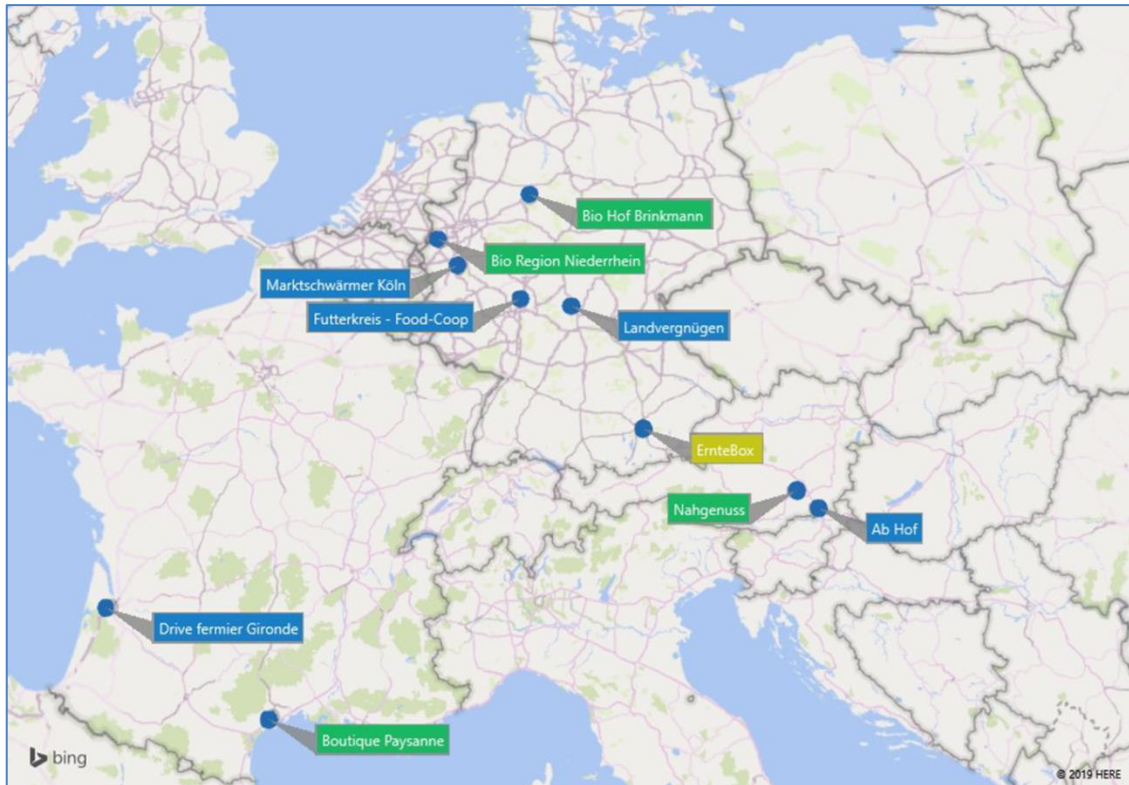 Bio Hof Brinkmann
Bio Region Niederrhein
Marktschwärmer Köln
Futterkreis - Food-Coop
Landvergnügen
ErnteBox
Nahgenuss
Ab Hof
Drive fermier Gironde
Boutique Paysanne
bing
© 2019 HERE